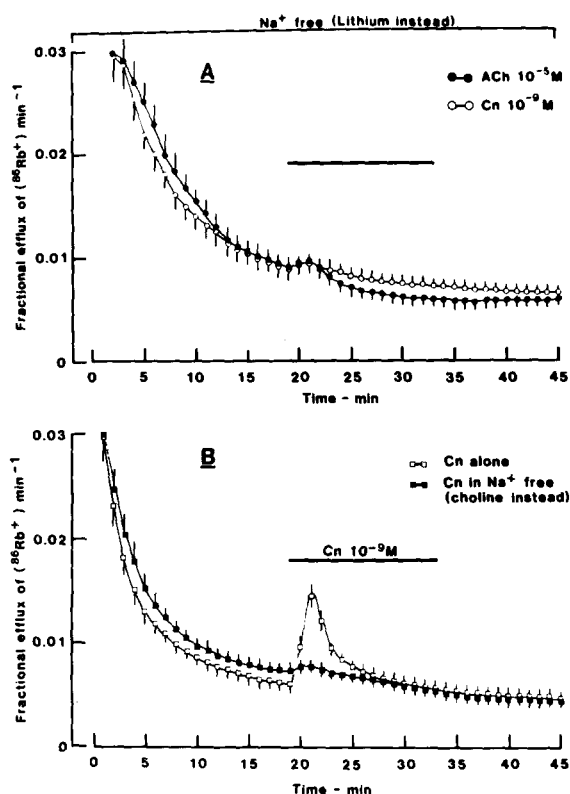 Na⁺ free (Lithium instead)
A
ACh 10⁻⁵M
Cn 10⁻⁹M
Fractional efflux of (⁸⁶Rb⁺) min⁻¹
0.03
0.02
0.01
0
0 5 10 15 20 25 30 35 40 45
Time - min
B
Cn alone
Cn in Na⁺ free
(choline instead)
Cn 10⁻⁹M
Fractional efflux of (⁸⁶Rb⁺) min⁻¹
0.03
0.02
0.01
0
0 5 10 15 20 25 30 35 40 45
Time - min